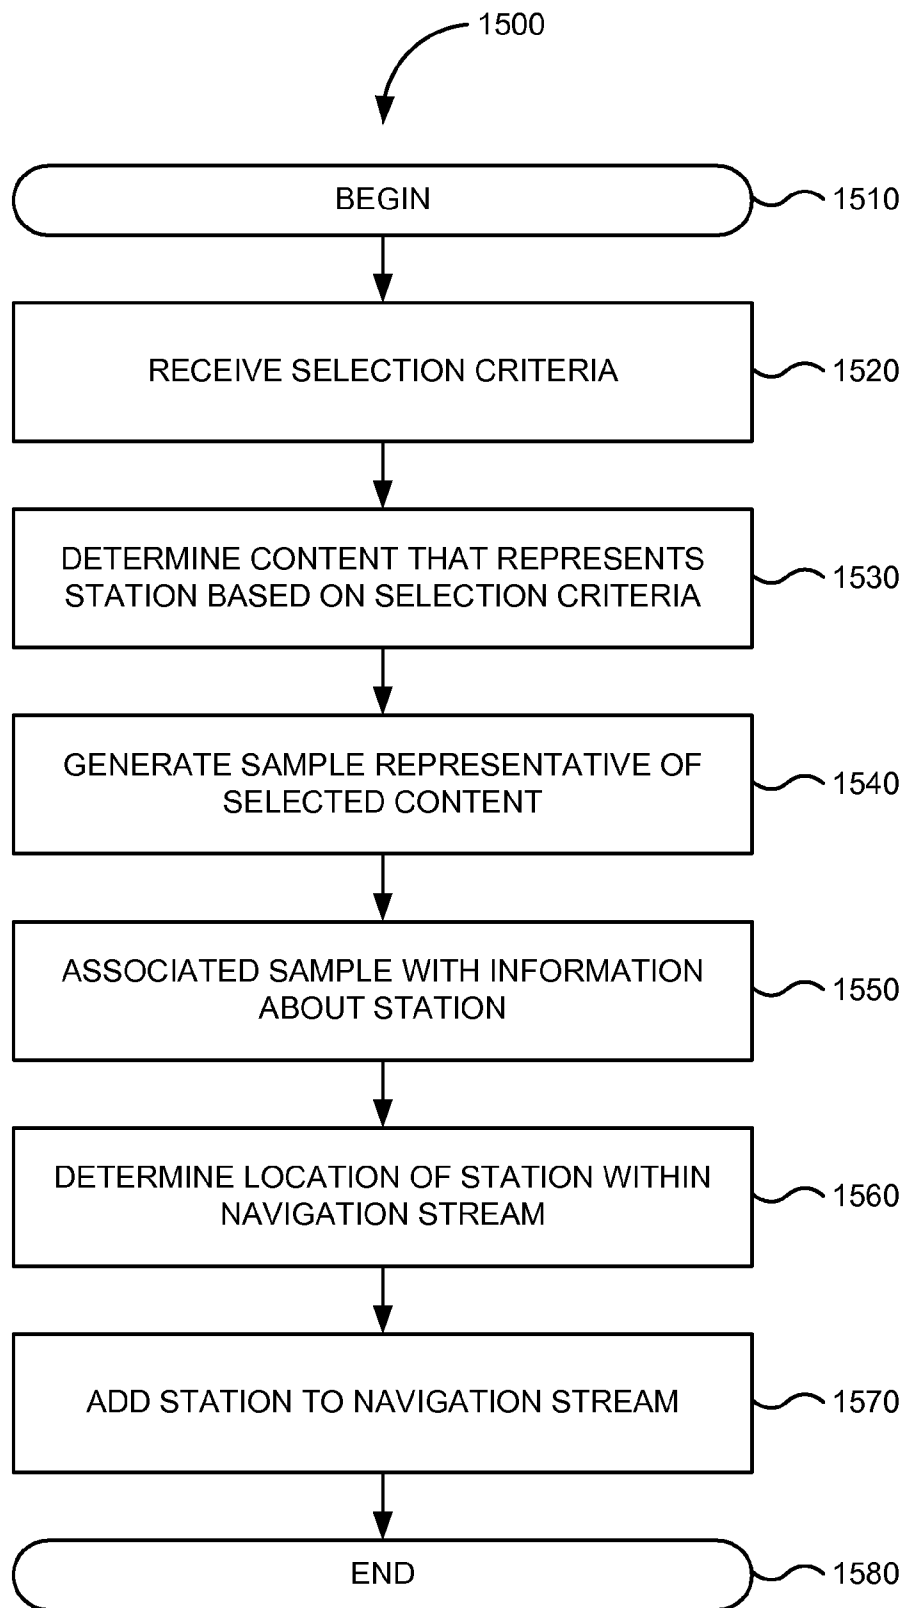 1500
BEGIN
1510
RECEIVE SELECTION CRITERIA
1520
DETERMINE CONTENT THAT REPRESENTS
STATION BASED ON SELECTION CRITERIA
1530
GENERATE SAMPLE REPRESENTATIVE OF
SELECTED CONTENT
1540
ASSOCIATED SAMPLE WITH INFORMATION
ABOUT STATION
1550
DETERMINE LOCATION OF STATION WITHIN
NAVIGATION STREAM
1560
ADD STATION TO NAVIGATION STREAM
1570
END
1580